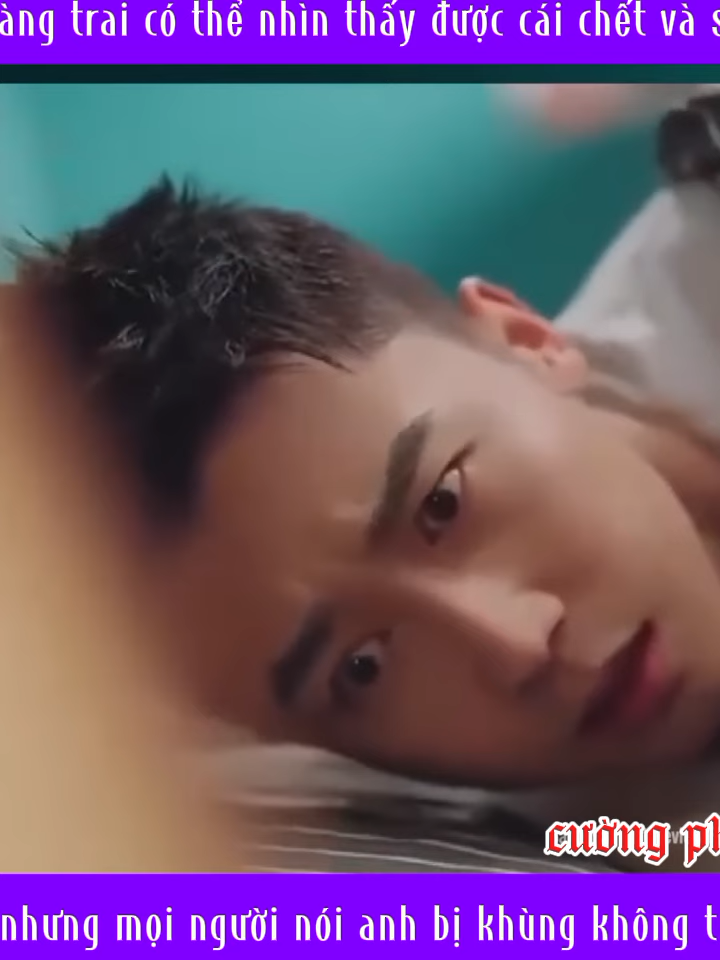 àng trai có thể nhìn thấy được cái chết và s
cường ph
nhưng mọi người nói anh bị khùng không t